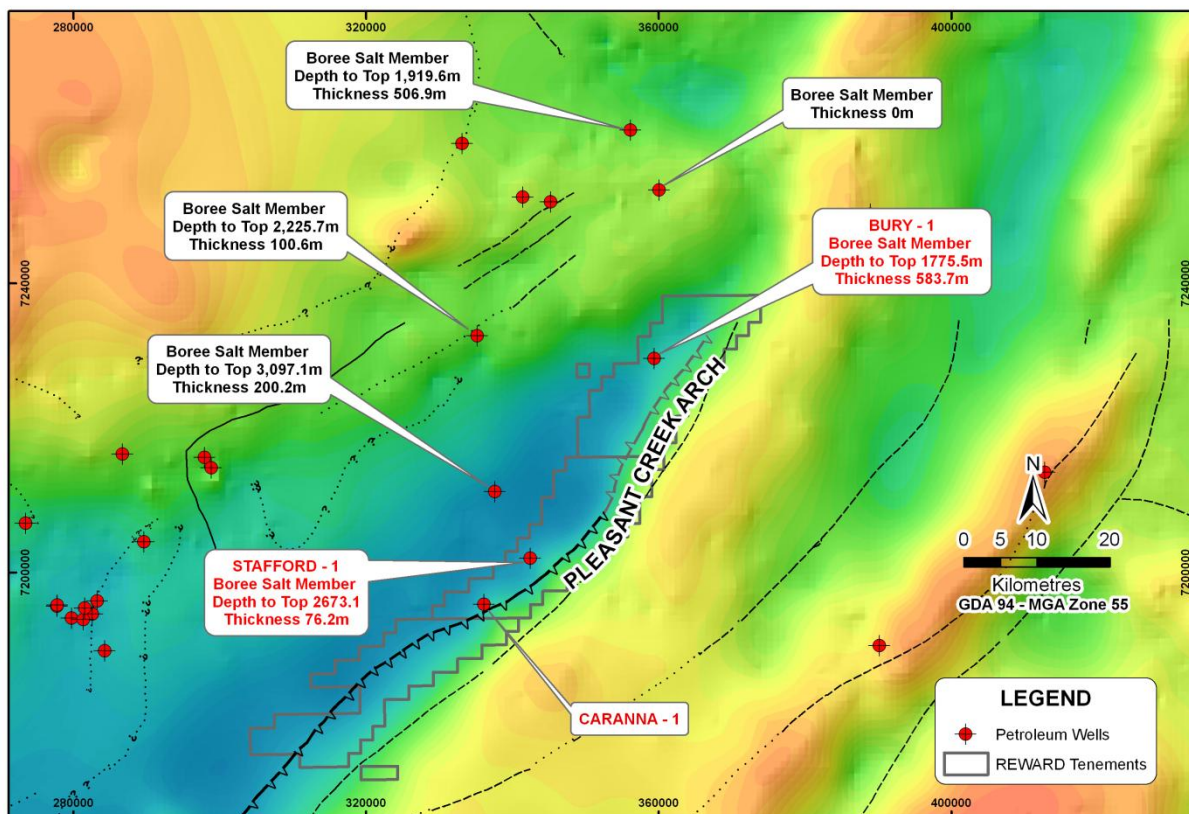 280000
320000
360000
400000
Boree Salt Member
Depth to Top 1,919.6m
Thickness 506.9m
Boree Salt Member
Thickness 0m
Boree Salt Member
Depth to Top 2,225.7m
Thickness 100.6m
BURY - 1
Boree Salt Member
Depth to Top 1775.5m
Thickness 583.7m
7240000
7240000
Boree Salt Member
Depth to Top 3,097.1m
Thickness 200.2m
PLEASANT CREEK ARCH
N
0 5 10 20
Kilometres
GDA 94 - MGA Zone 55
STAFFORD - 1
Boree Salt Member
Depth to Top 2673.1
Thickness 76.2m
7200000
7200000
CARANNA - 1
LEGEND
Petroleum Wells
REWARD Tenements
280000
320000
360000
400000